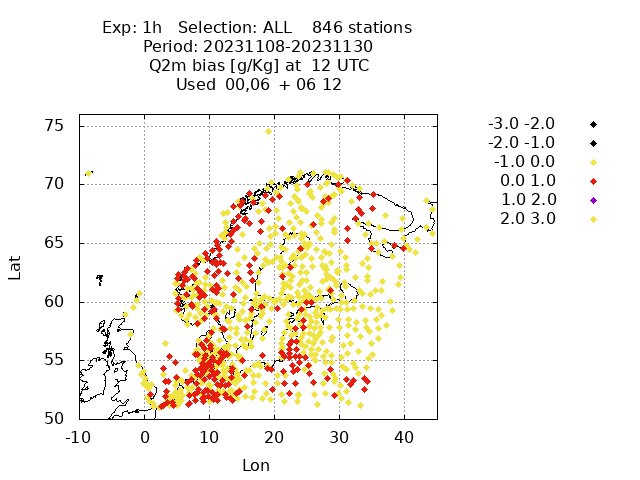 Exp: 1h   Selection: ALL    846 stations
Period: 20231108-20231130
Q2m bias [g/Kg] at  12 UTC
Used  00,06  + 06 12
-3.0 -2.0
-2.0 -1.0
-1.0 0.0
0.0 1.0
1.0 2.0
2.0 3.0
75
70
65
60
55
50
Lat
-10 0 10 20 30 40
Lon